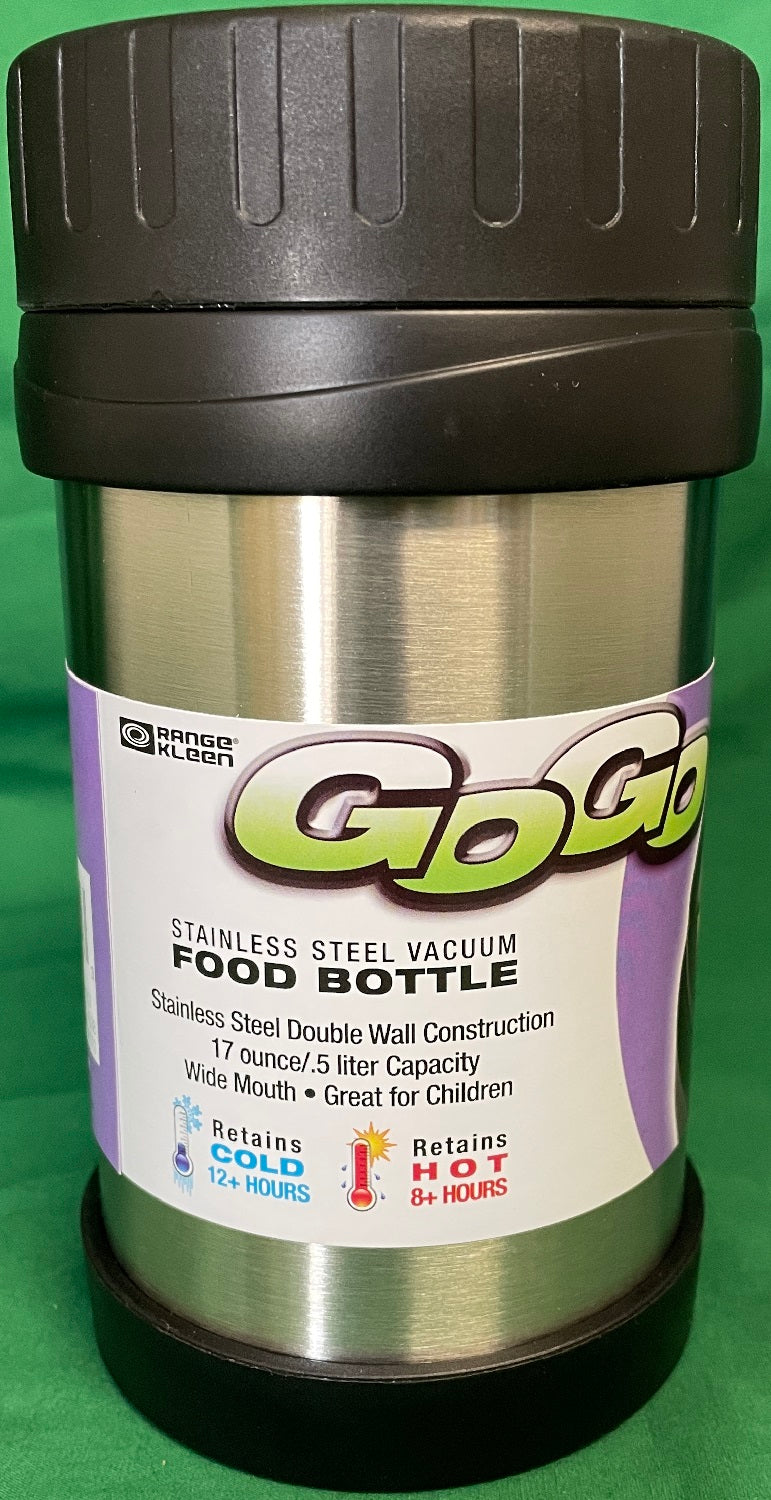 RANGE
KLEEN®
GOGO
STAINLESS STEEL VACUUM
FOOD BOTTLE
Stainless Steel Double Wall Construction
17 ounce/.5 liter Capacity
Wide Mouth • Great for Children
Retains
COLD
12+ HOURS
Retains
HOT
8+ HOURS